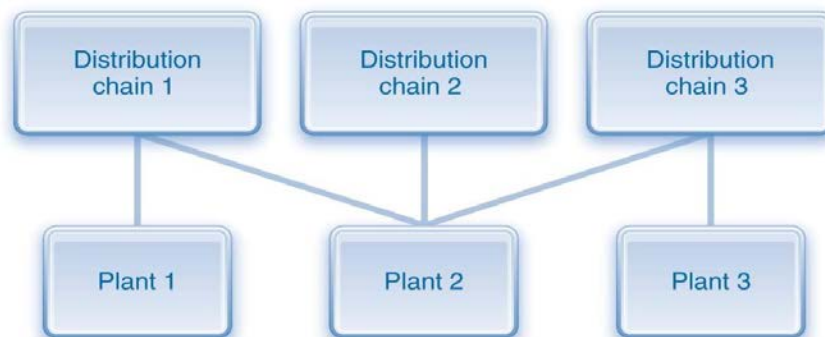 Distribution
chain 1
Distribution
chain 2
Distribution
chain 3
Plant 1
Plant 2
Plant 3